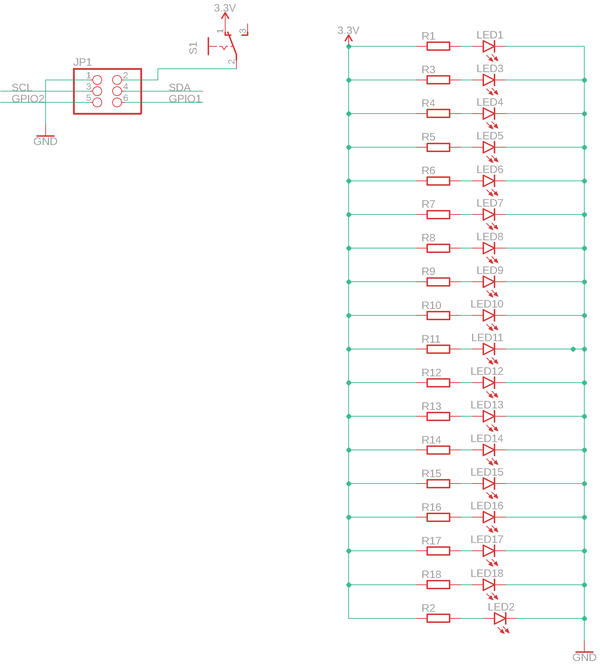 3.3V
1
3
S1
2
JP1
1 2
SCL 3 4 SDA
GPIO2 5 6 GPIO1
GND
3.3V
R1 LED1
R3 LED3
R4 LED4
R5 LED5
R6 LED6
R7 LED7
R8 LED8
R9 LED9
R10 LED10
R11 LED11
R12 LED12
R13 LED13
R14 LED14
R15 LED15
R16 LED16
R17 LED17
R18 LED18
R2 LED2
GND